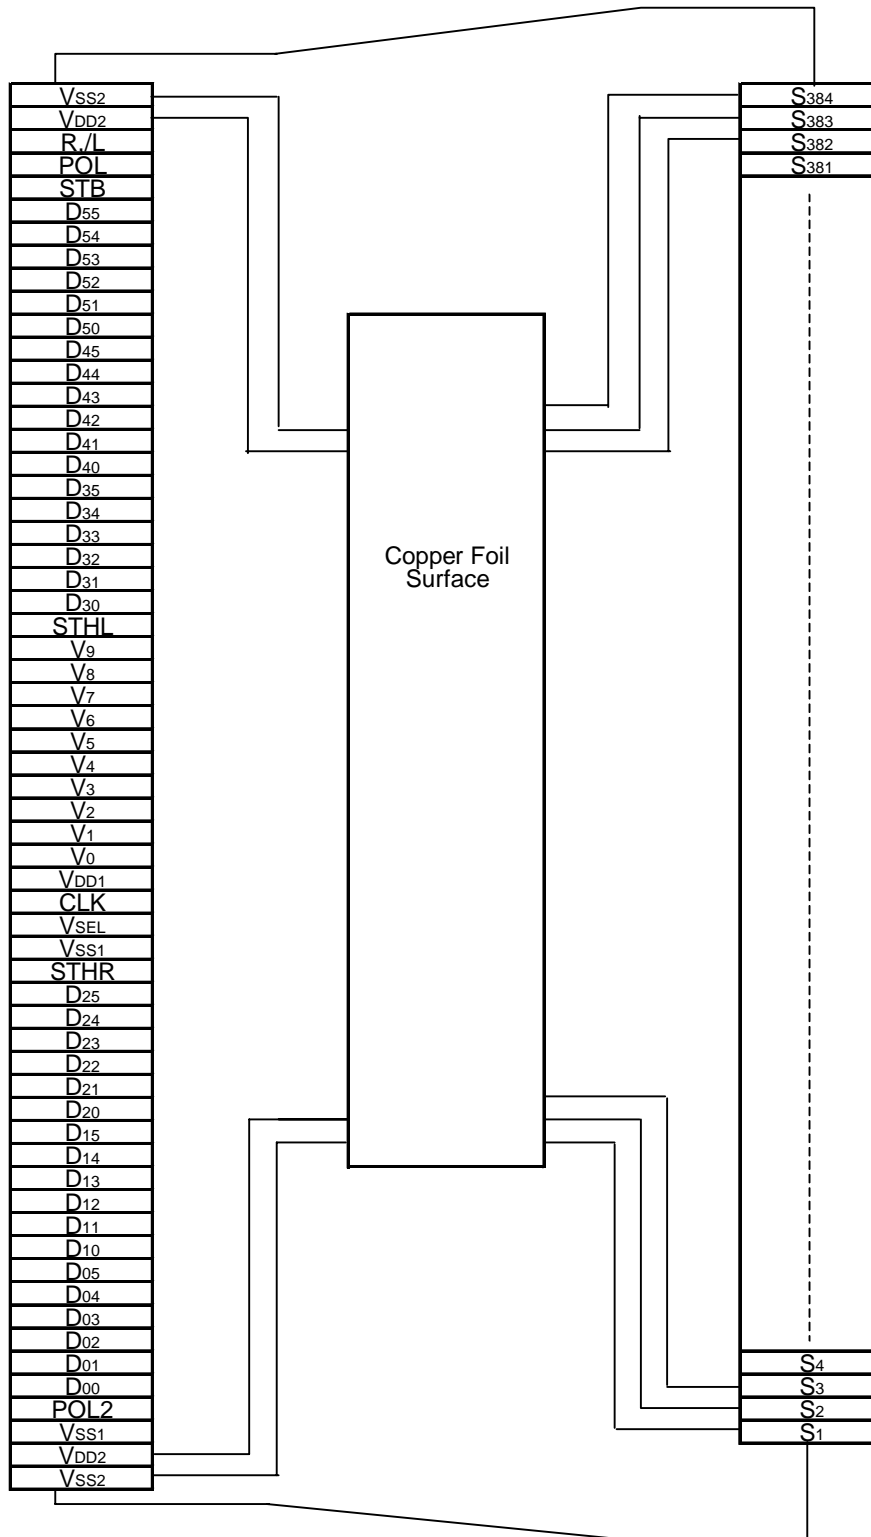 VSS2
VDD2
R./L
POL
STB
D55
D54
D53
D52
D51
D50
D45
D44
D43
D42
D41
D40
D35
D34
D33
D32
D31
D30
STHL
V9
V8
V7
V6
V5
V4
V3
V2
V1
V0
VDD1
CLK
VSEL
VSS1
STHR
D25
D24
D23
D22
D21
D20
D15
D14
D13
D12
D11
D10
D05
D04
D03
D02
D01
D00
POL2
VSS1
VDD2
VSS2
Copper Foil
Surface
S384
S383
S382
S381
S4
S3
S2
S1